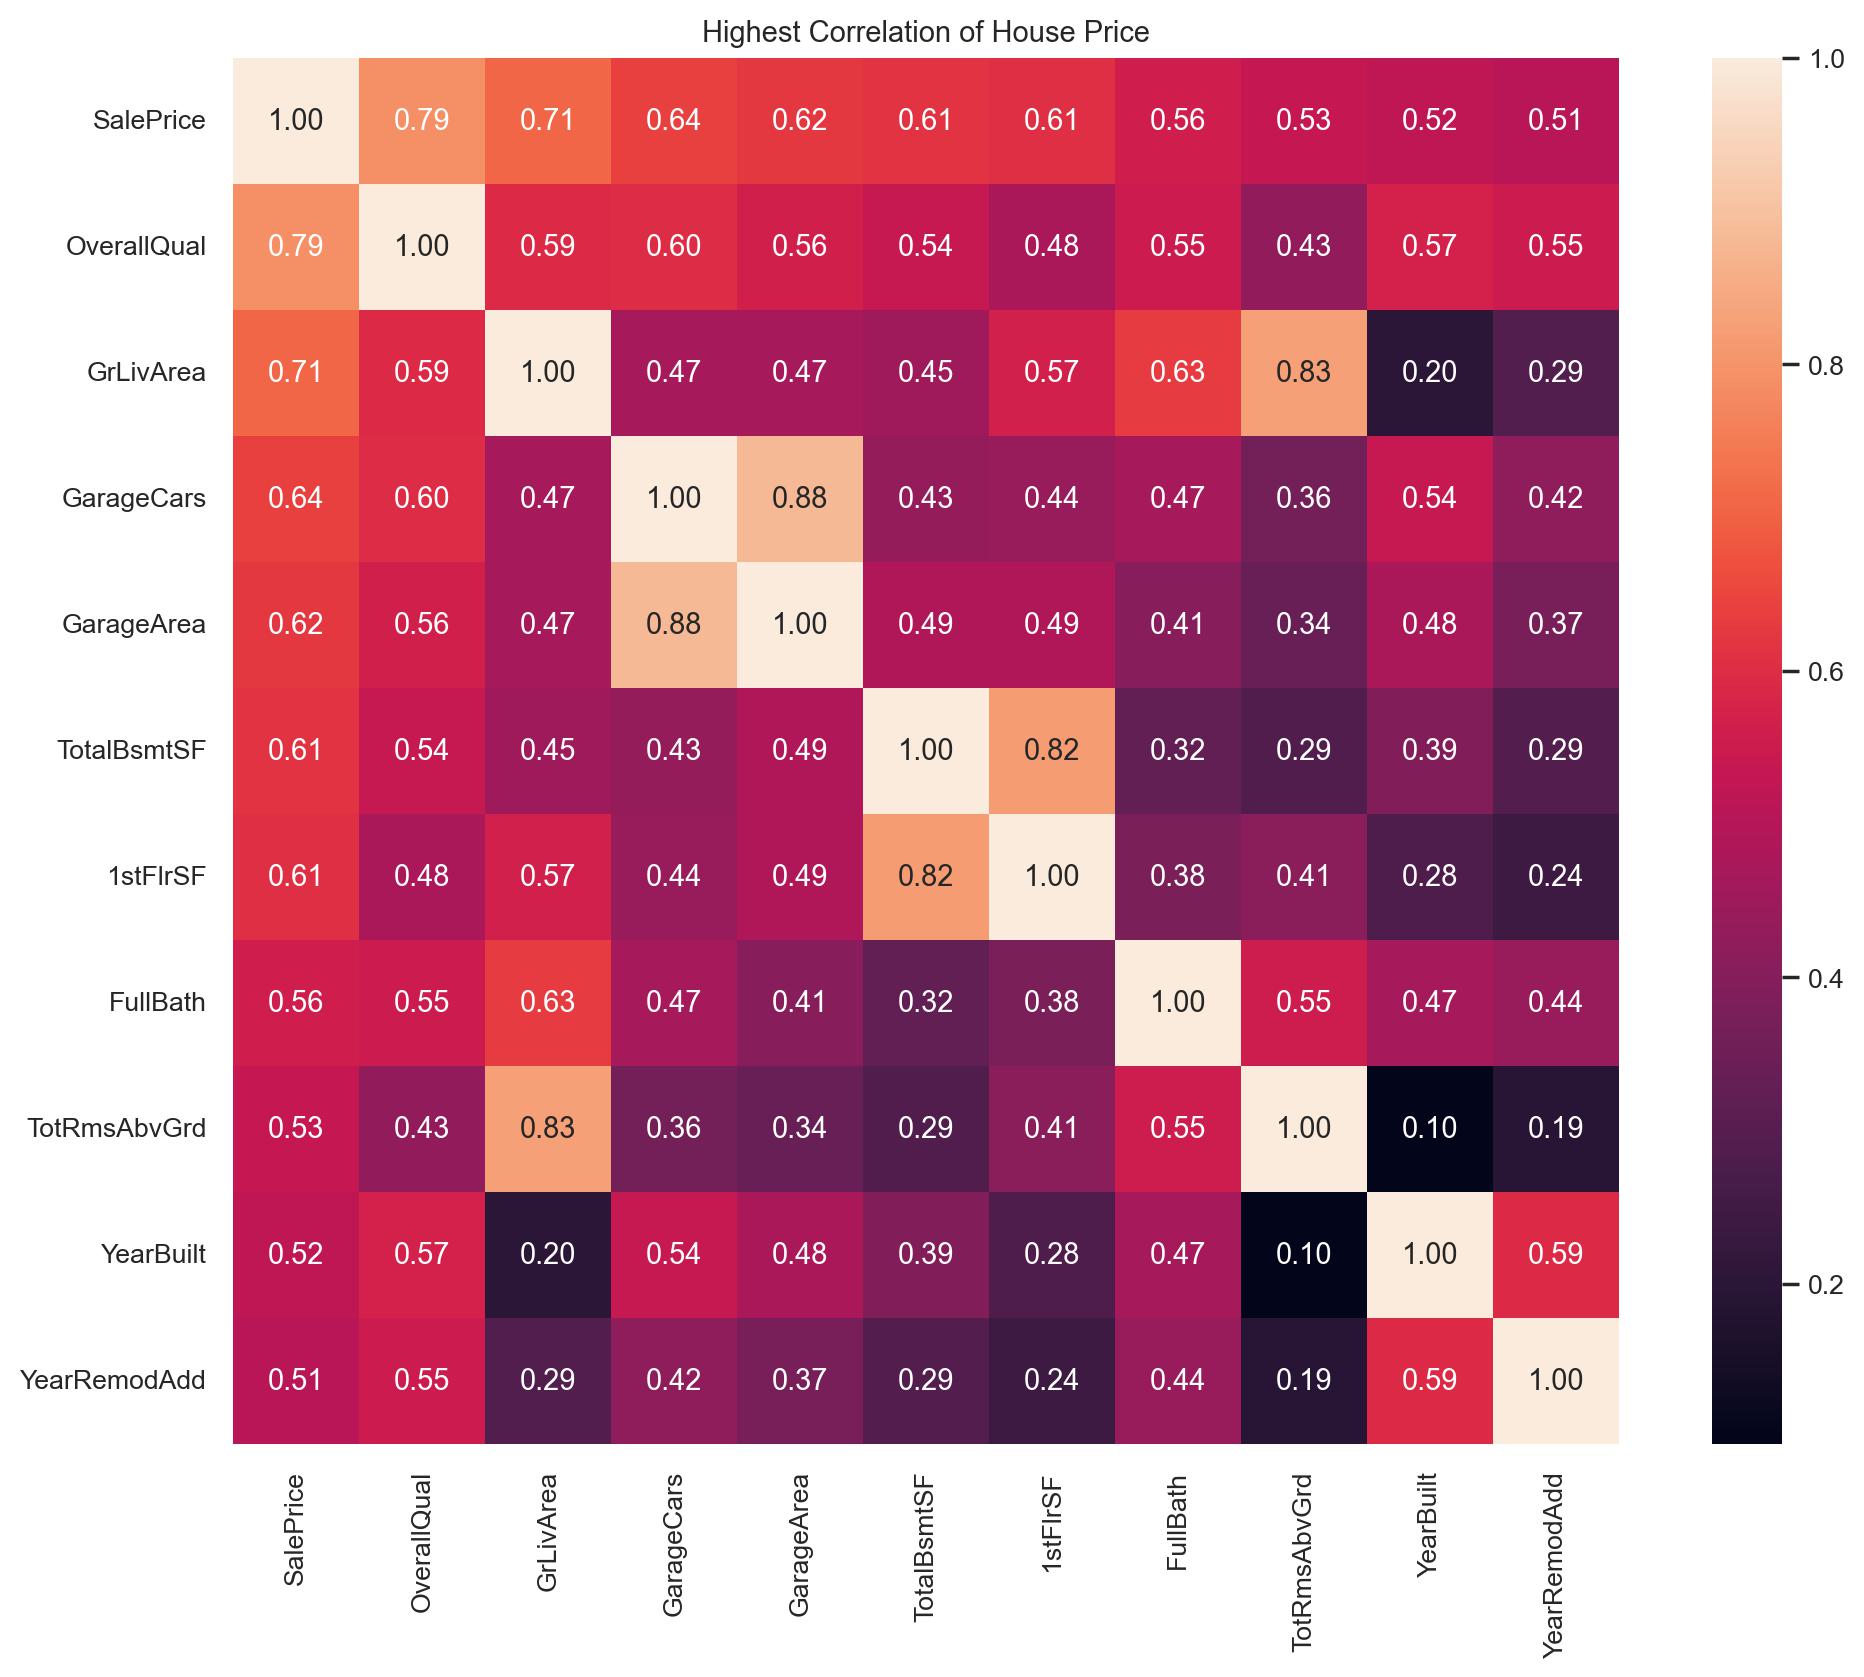 Highest Correlation of House Price
SalePrice 1.00 0.79 0.71 0.64 0.62 0.61 0.61 0.56 0.53 0.52 0.51
OverallQual 0.79 1.00 0.59 0.60 0.56 0.54 0.48 0.55 0.43 0.57 0.55
GrLivArea 0.71 0.59 1.00 0.47 0.47 0.45 0.57 0.63 0.83 0.20 0.29
GarageCars 0.64 0.60 0.47 1.00 0.88 0.43 0.44 0.47 0.36 0.54 0.42
GarageArea 0.62 0.56 0.47 0.88 1.00 0.49 0.49 0.41 0.34 0.48 0.37
TotalBsmtSF 0.61 0.54 0.45 0.43 0.49 1.00 0.82 0.32 0.29 0.39 0.29
1stFlrSF 0.61 0.48 0.57 0.44 0.49 0.82 1.00 0.38 0.41 0.28 0.24
FullBath 0.56 0.55 0.63 0.47 0.41 0.32 0.38 1.00 0.55 0.47 0.44
TotRmsAbvGrd 0.53 0.43 0.83 0.36 0.34 0.29 0.41 0.55 1.00 0.10 0.19
YearBuilt 0.52 0.57 0.20 0.54 0.48 0.39 0.28 0.47 0.10 1.00 0.59
YearRemodAdd 0.51 0.55 0.29 0.42 0.37 0.29 0.24 0.44 0.19 0.59 1.00
SalePrice OverallQual GrLivArea GarageCars GarageArea TotalBsmtSF 1stFlrSF FullBath TotRmsAbvGrd YearBuilt YearRemodAdd
1.0
0.8
0.6
0.4
0.2